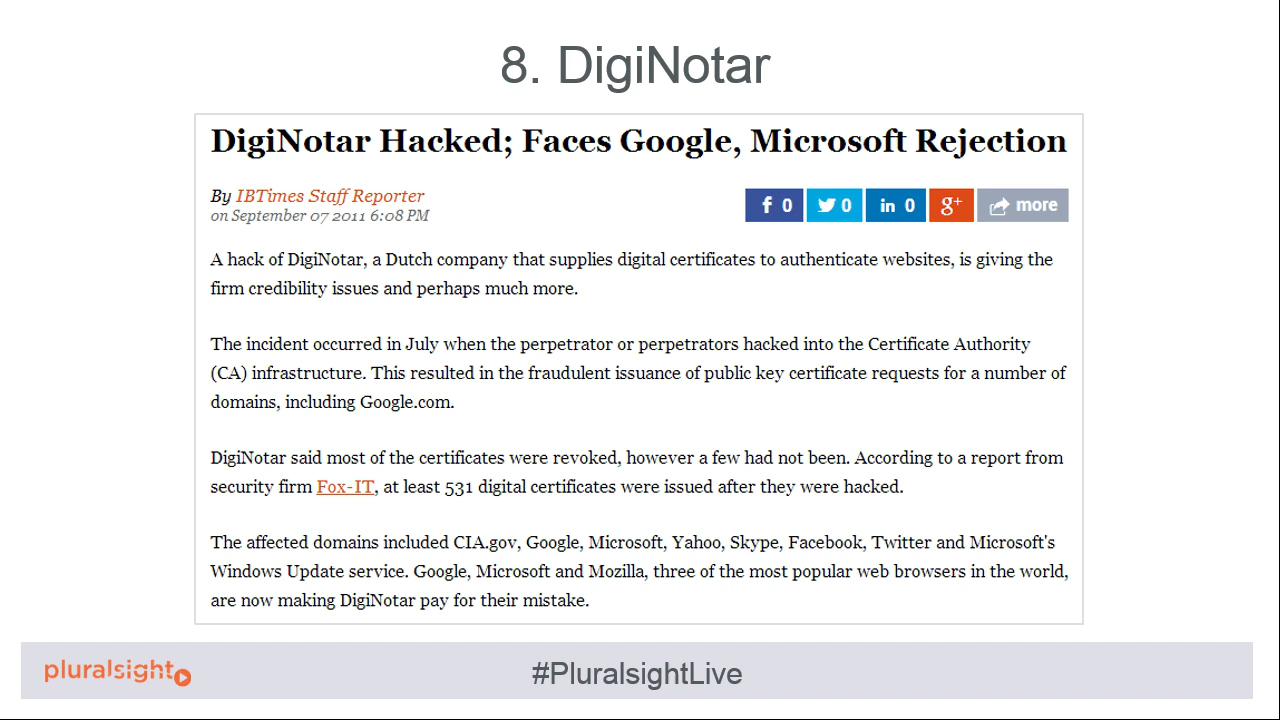 8. DigiNotar
DigiNotar Hacked; Faces Google, Microsoft Rejection
By IBTimes Staff Reporter
on September 07 2011 6:08 PM
f 0
0
in 0
g+
more
A hack of DigiNotar, a Dutch company that supplies digital certificates to authenticate websites, is giving the
firm credibility issues and perhaps much more.
The incident occurred in July when the perpetrator or perpetrators hacked into the Certificate Authority
(CA) infrastructure. This resulted in the fraudulent issuance of public key certificate requests for a number of
domains, including Google.com.
DigiNotar said most of the certificates were revoked, however a few had not been. According to a report from
security firm Fox-IT, at least 531 digital certificates were issued after they were hacked.
The affected domains included CIA.gov, Google, Microsoft, Yahoo, Skype, Facebook, Twitter and Microsoft's
Windows Update service. Google, Microsoft and Mozilla, three of the most popular web browsers in the world,
are now making DigiNotar pay for their mistake.
pluralsight
#PluralsightLive